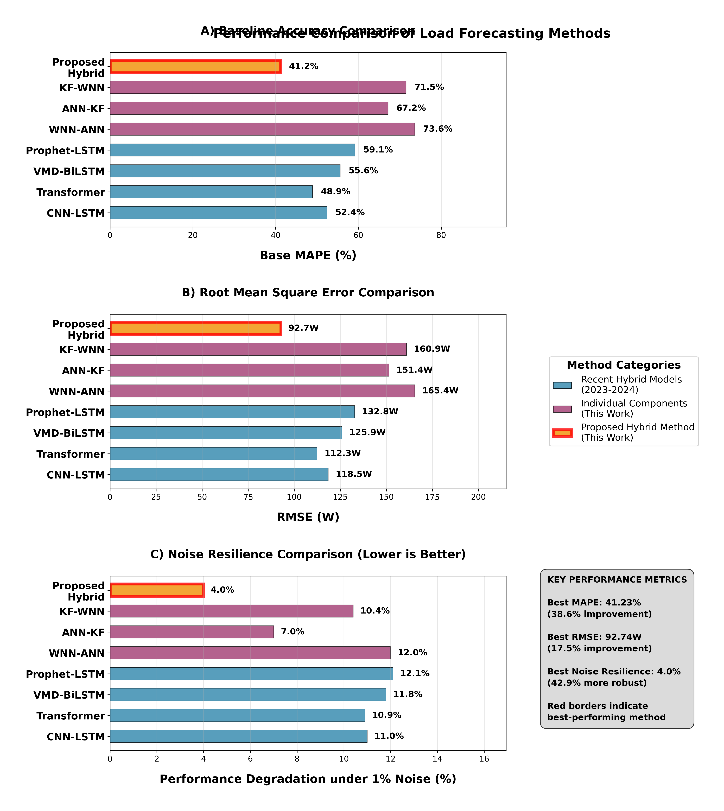 A) Baseline Accuracy Comparison
Performance Comparison of Load Forecasting Methods
Proposed
Hybrid
41.2%
KF-WNN
71.5%
ANN-KF
67.2%
WNN-ANN
73.6%
Prophet-LSTM
59.1%
VMD-BiLSTM
55.6%
Transformer
48.9%
CNN-LSTM
52.4%
0 20 40 60 80
Base MAPE (%)
B) Root Mean Square Error Comparison
Proposed
Hybrid
92.7W
KF-WNN
160.9W
ANN-KF
151.4W
WNN-ANN
165.4W
Prophet-LSTM
132.8W
VMD-BiLSTM
125.9W
Transformer
112.3W
CNN-LSTM
118.5W
0 25 50 75 100 125 150 175 200
RMSE (W)
Method Categories
Recent Hybrid Models
(2023-2024)
Individual Components
(This Work)
Proposed Hybrid Method
(This Work)
C) Noise Resilience Comparison (Lower is Better)
Proposed
Hybrid
4.0%
KF-WNN
10.4%
ANN-KF
7.0%
WNN-ANN
12.0%
Prophet-LSTM
12.1%
VMD-BiLSTM
11.8%
Transformer
10.9%
CNN-LSTM
11.0%
0 2 4 6 8 10 12 14 16
Performance Degradation under 1% Noise (%)
KEY PERFORMANCE METRICS
Best MAPE: 41.23%
(38.6% improvement)
Best RMSE: 92.74W
(17.5% improvement)
Best Noise Resilience: 4.0%
(42.9% more robust)
Red borders indicate
best-performing method